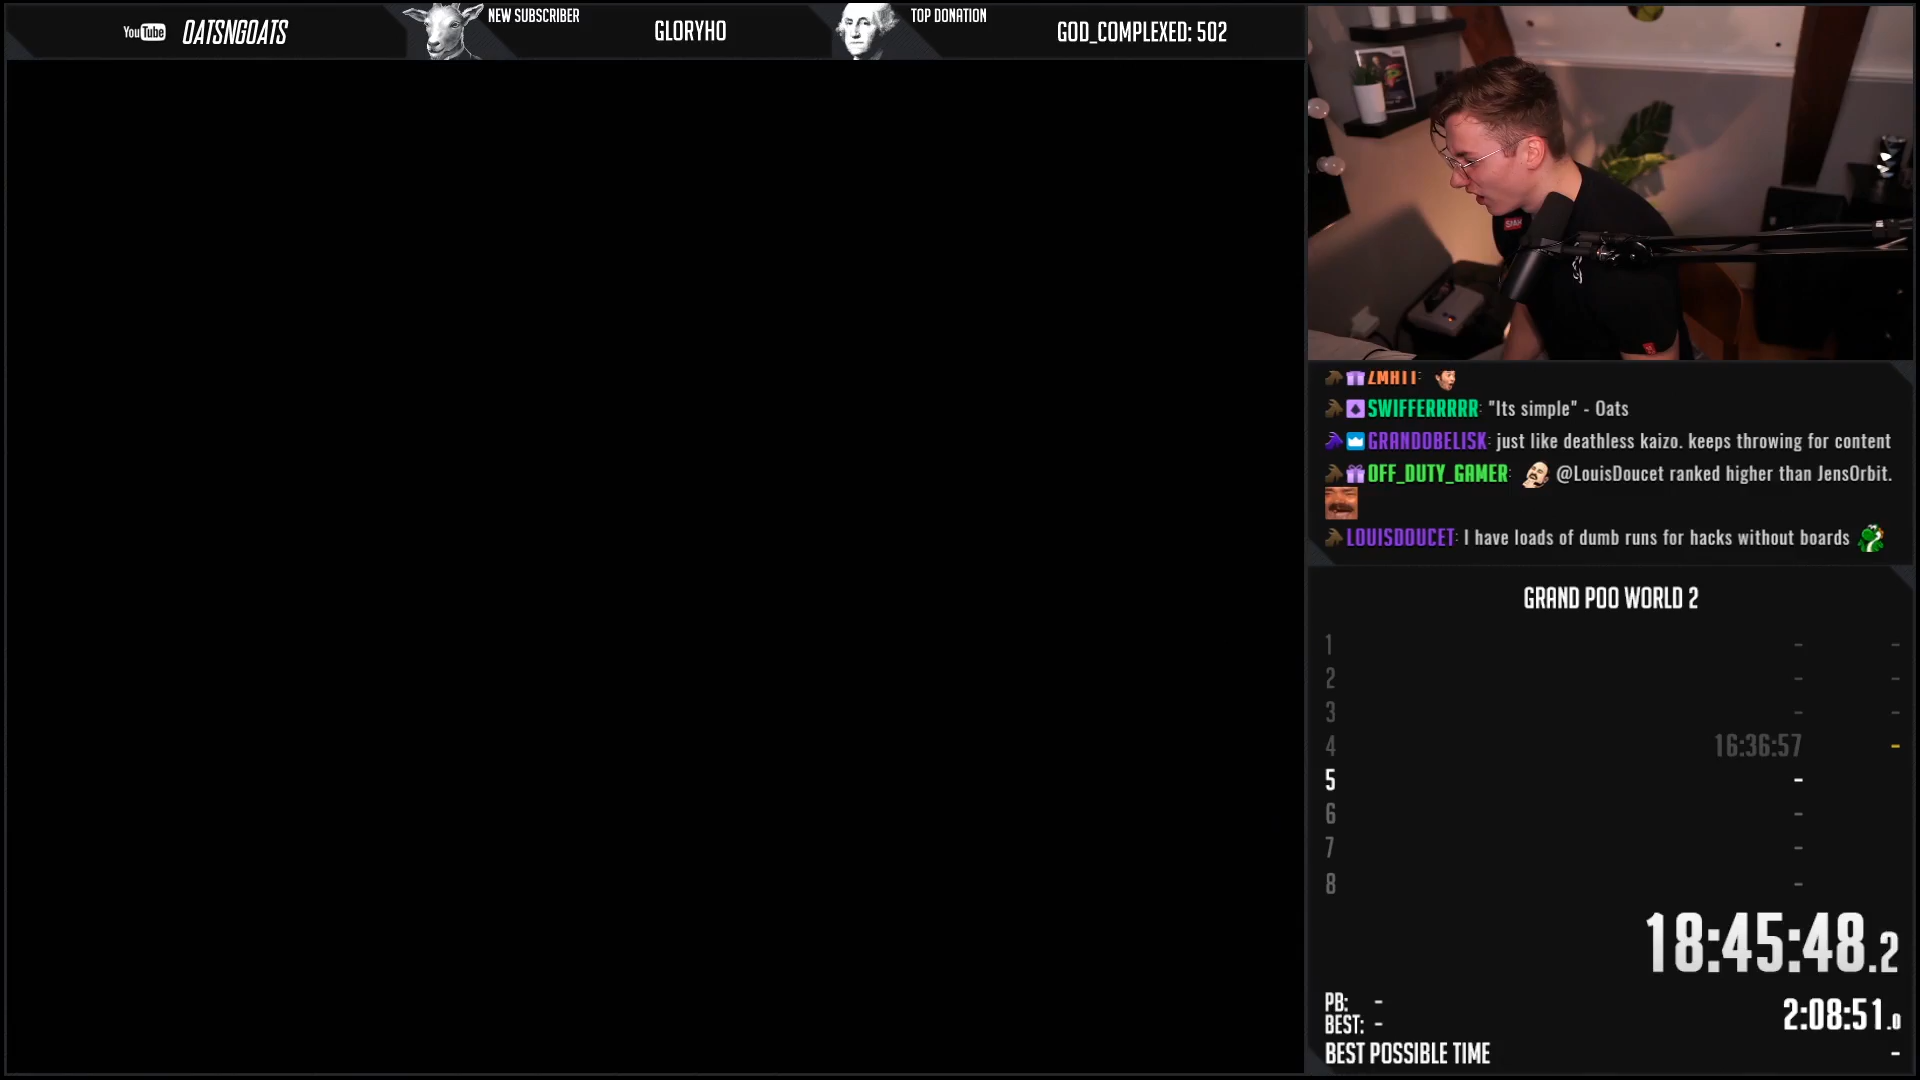 YouTube OATSNGOATS
NEW SUBSCRIBER
GLORYHO
TOP DONATION
GOD_COMPLEXED: 502
ZMATT:
SWIFFERRRRR: "Its simple" - Oats
GRANDOBELISK: just like deathless kaizo. keeps throwing for content
OFF_DUTY_GAMER: @LouisDoucet ranked higher than JensOrbit.
LOUISDOUCET: I have loads of dumb runs for hacks without boards
GRAND POO WORLD 2
1 - -
2 - -
3 - -
4 16:36:57 -
5 -
6 -
7 -
8 -
18:45:48.2
PB: -
2:08:51.0
BEST: -
BEST POSSIBLE TIME -